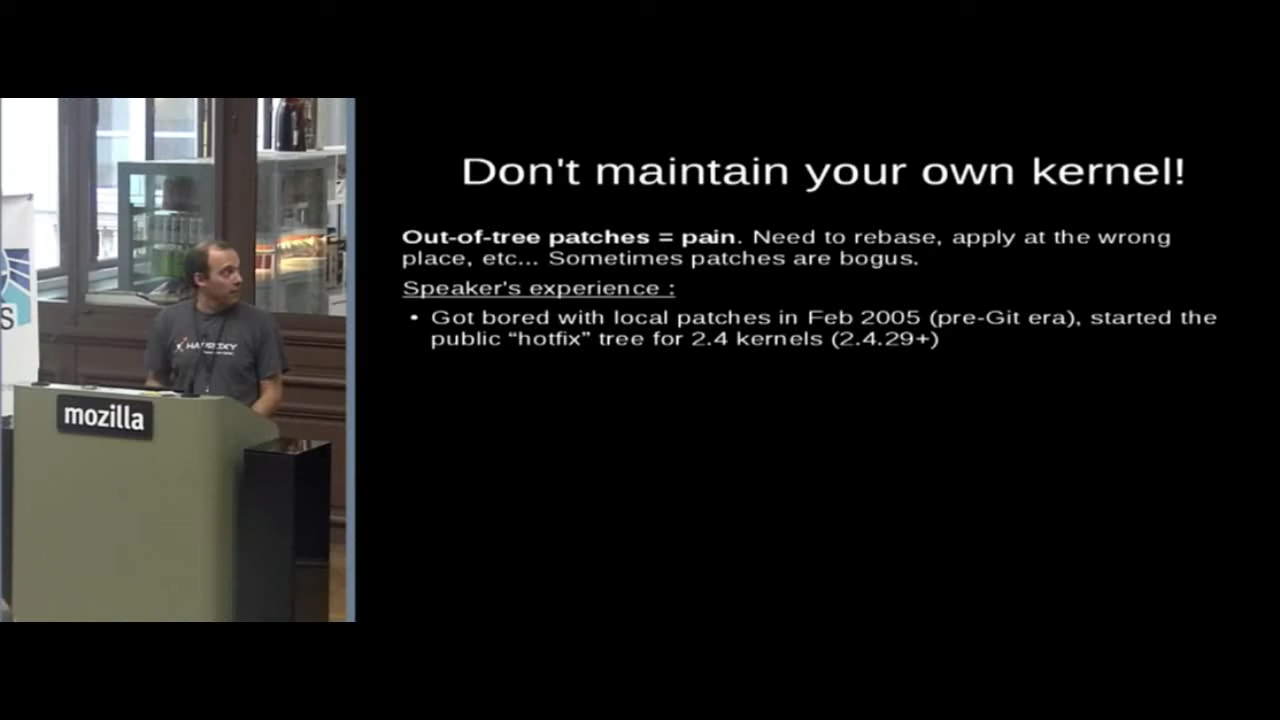 Don't maintain your own kernel!
Out-of-tree patches = pain. Need to rebase, apply at the wrong
place, etc... Sometimes patches are bogus.
Speaker's experience :
• Got bored with local patches in Feb 2005 (pre-Git era), started the
public “hotfix” tree for 2.4 kernels (2.4.29+)
S
HAPROXY
mozilla